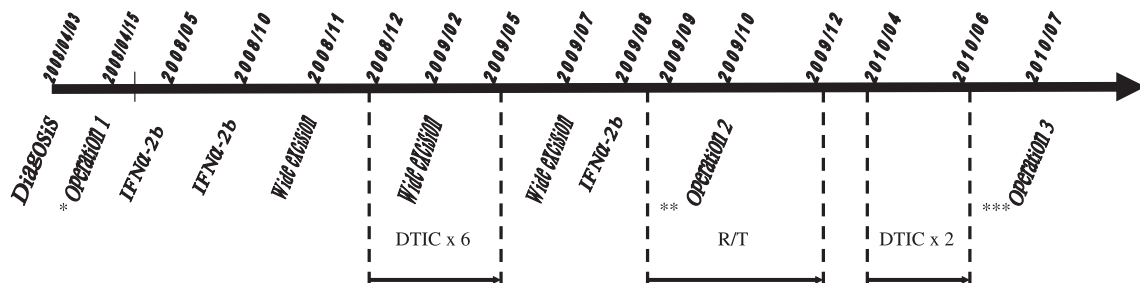 2008/04/03
2008/04/15
2008/05
2008/10
2008/11
2008/12
2009/02
2009/05
2009/07
2009/08
2009/09
2009/10
2009/12
2010/04
2010/06
2010/07
Diagosis
* Operation 1
IFNα-2b
IFNα-2b
Wide excision
Wide excision
Wide excision
IFNα-2b
** Operation 2
*** Operation 3
DTIC x 6
R/T
DTIC x 2